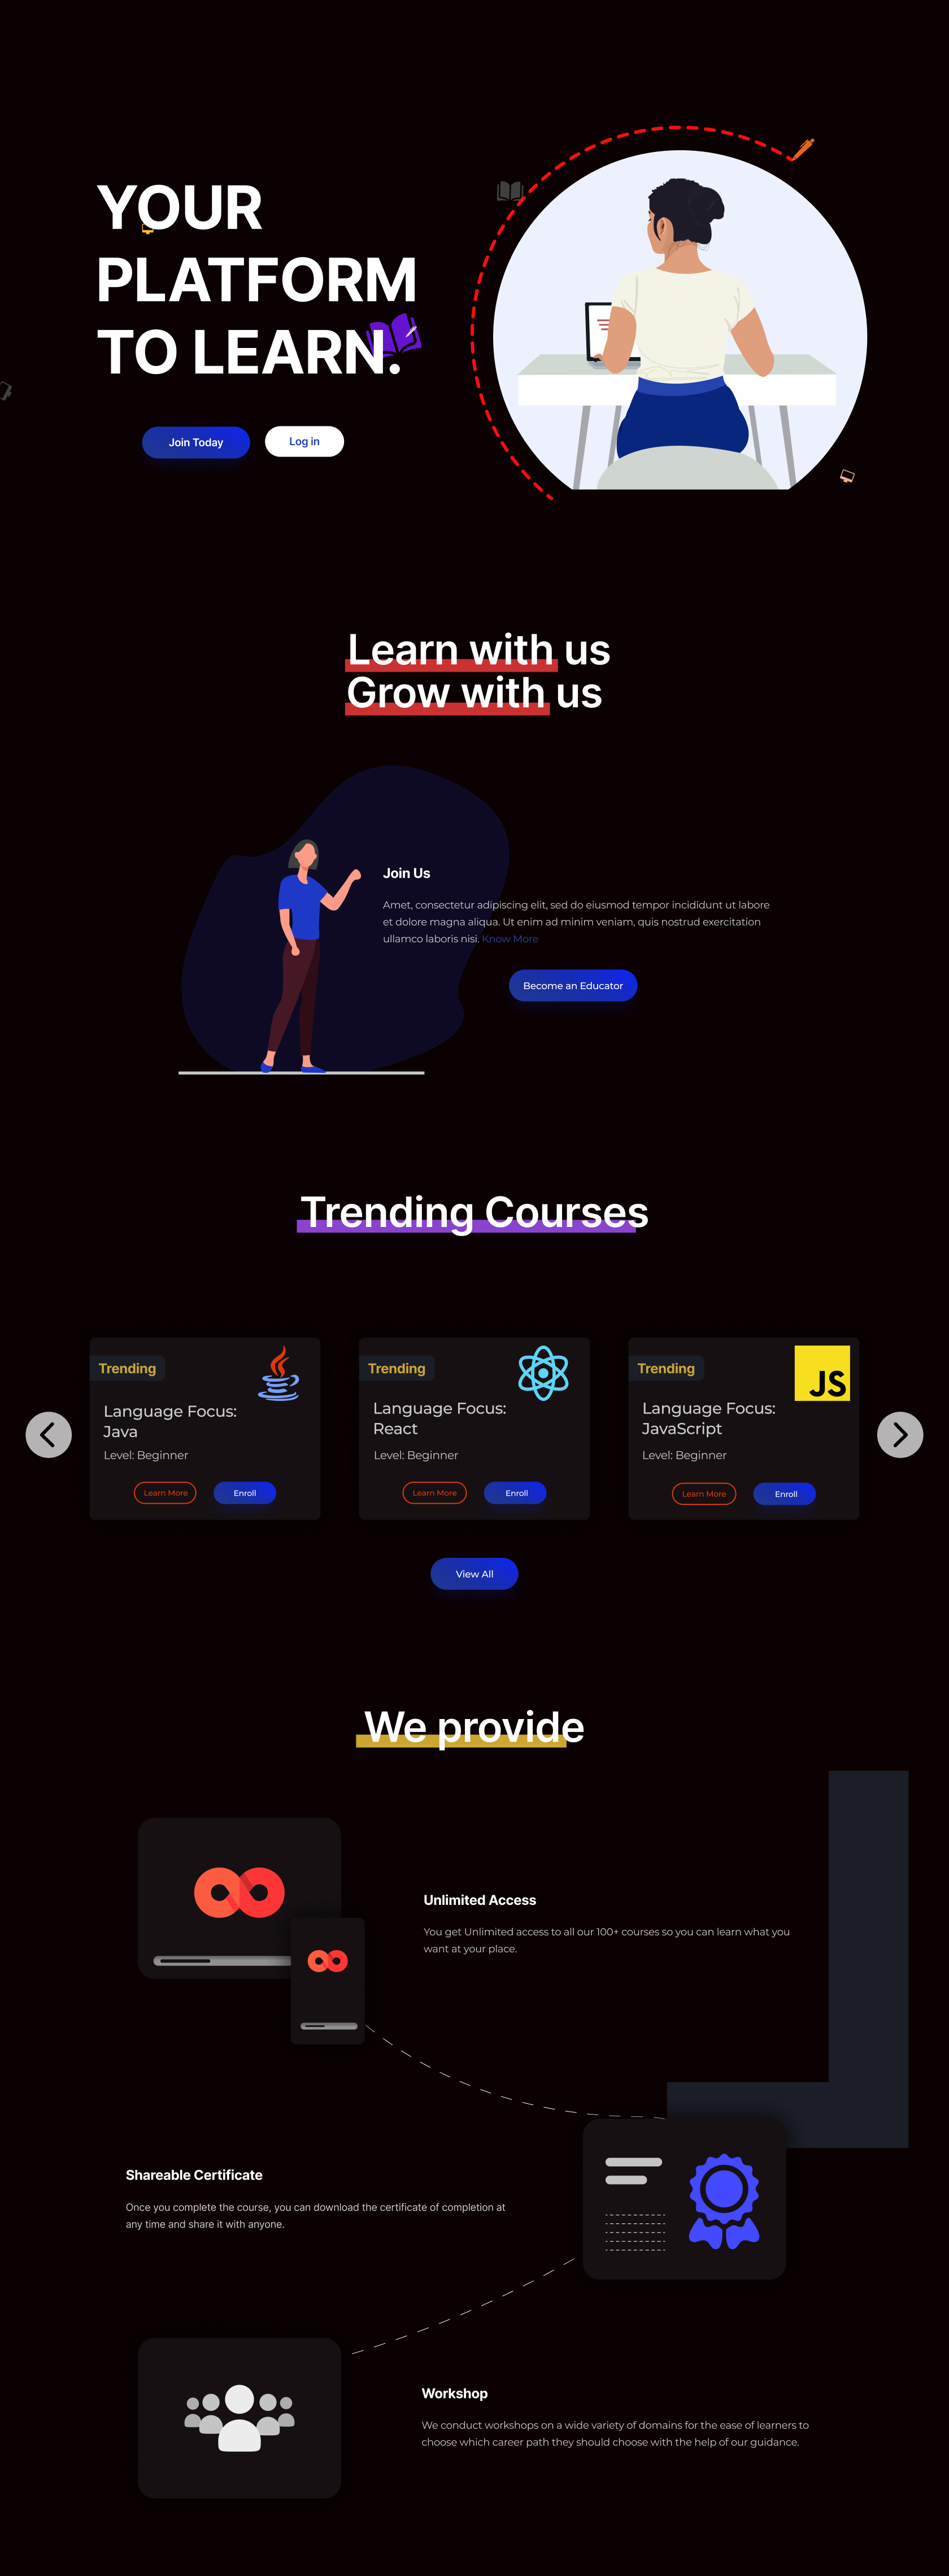 YOUR
PLATFORM
TO LEARN.
Join Today
Log in
Learn with us
Grow with us
Join Us
Amet, consectetur adipiscing elit, sed do eiusmod tempor incididunt ut labore
et dolore magna aliqua. Ut enim ad minim veniam, quis nostrud exercitation
ullamco laboris nisi. Know More
Become an Educator
Trending Courses
Trending
Language Focus:
Java
Level: Beginner
Learn More
Enroll
Trending
Language Focus:
React
Level: Beginner
Learn More
Enroll
Trending
JS
Language Focus:
JavaScript
Level: Beginner
Learn More
Enroll
View All
We provide
Unlimited Access
You get Unlimited access to all our 100+ courses so you can learn what you
want at your place.
Shareable Certificate
Once you complete the course, you can download the certificate of completion at
any time and share it with anyone.
Workshop
We conduct workshops on a wide variety of domains for the ease of learners to
choose which career path they should choose with the help of our guidance.